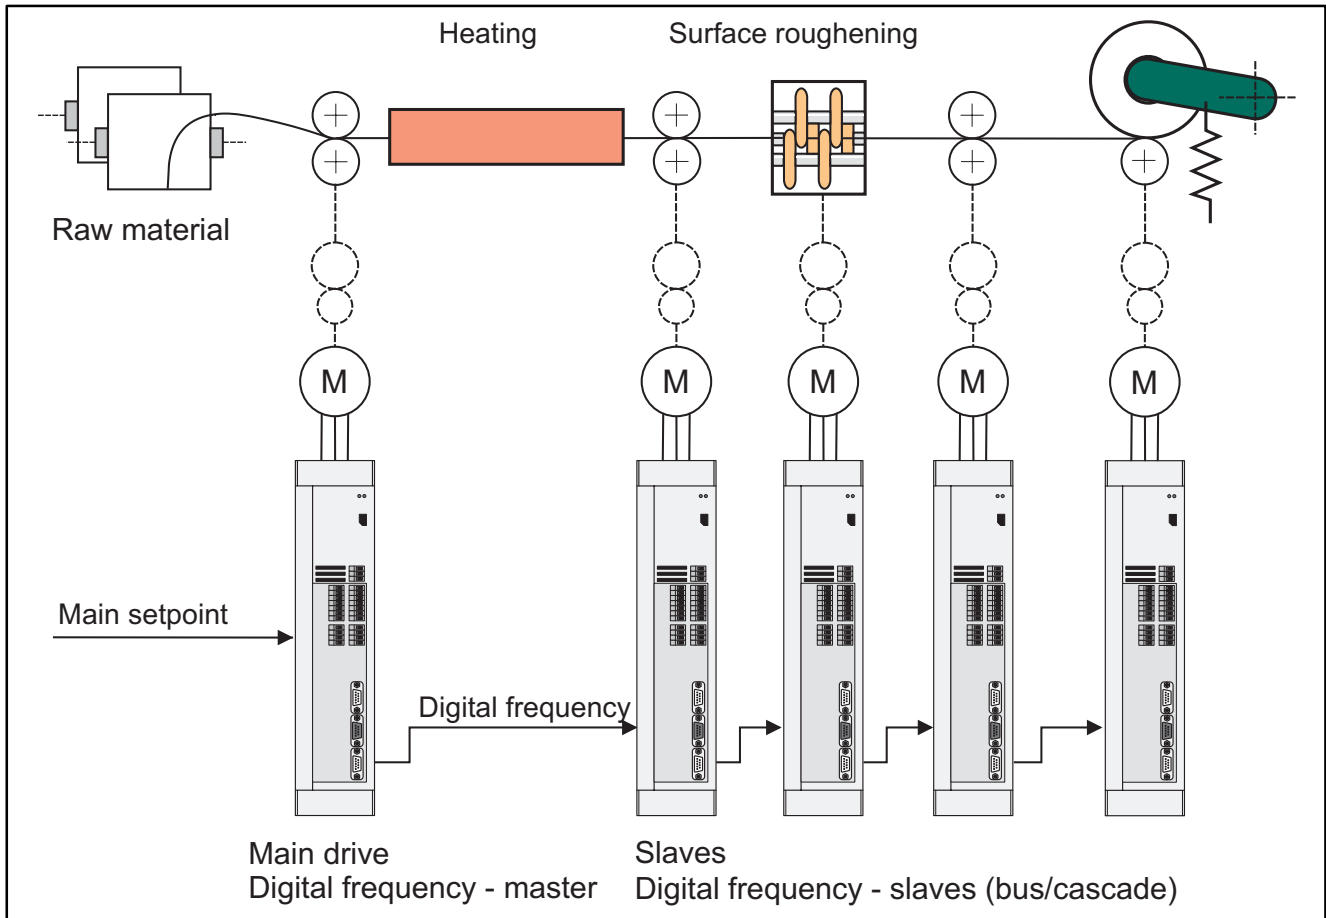 Heating
Surface roughening
Raw material
M
M
M
M
M
Main setpoint
Digital frequency
Main drive
Digital frequency - master
Slaves
Digital frequency - slaves (bus/cascade)